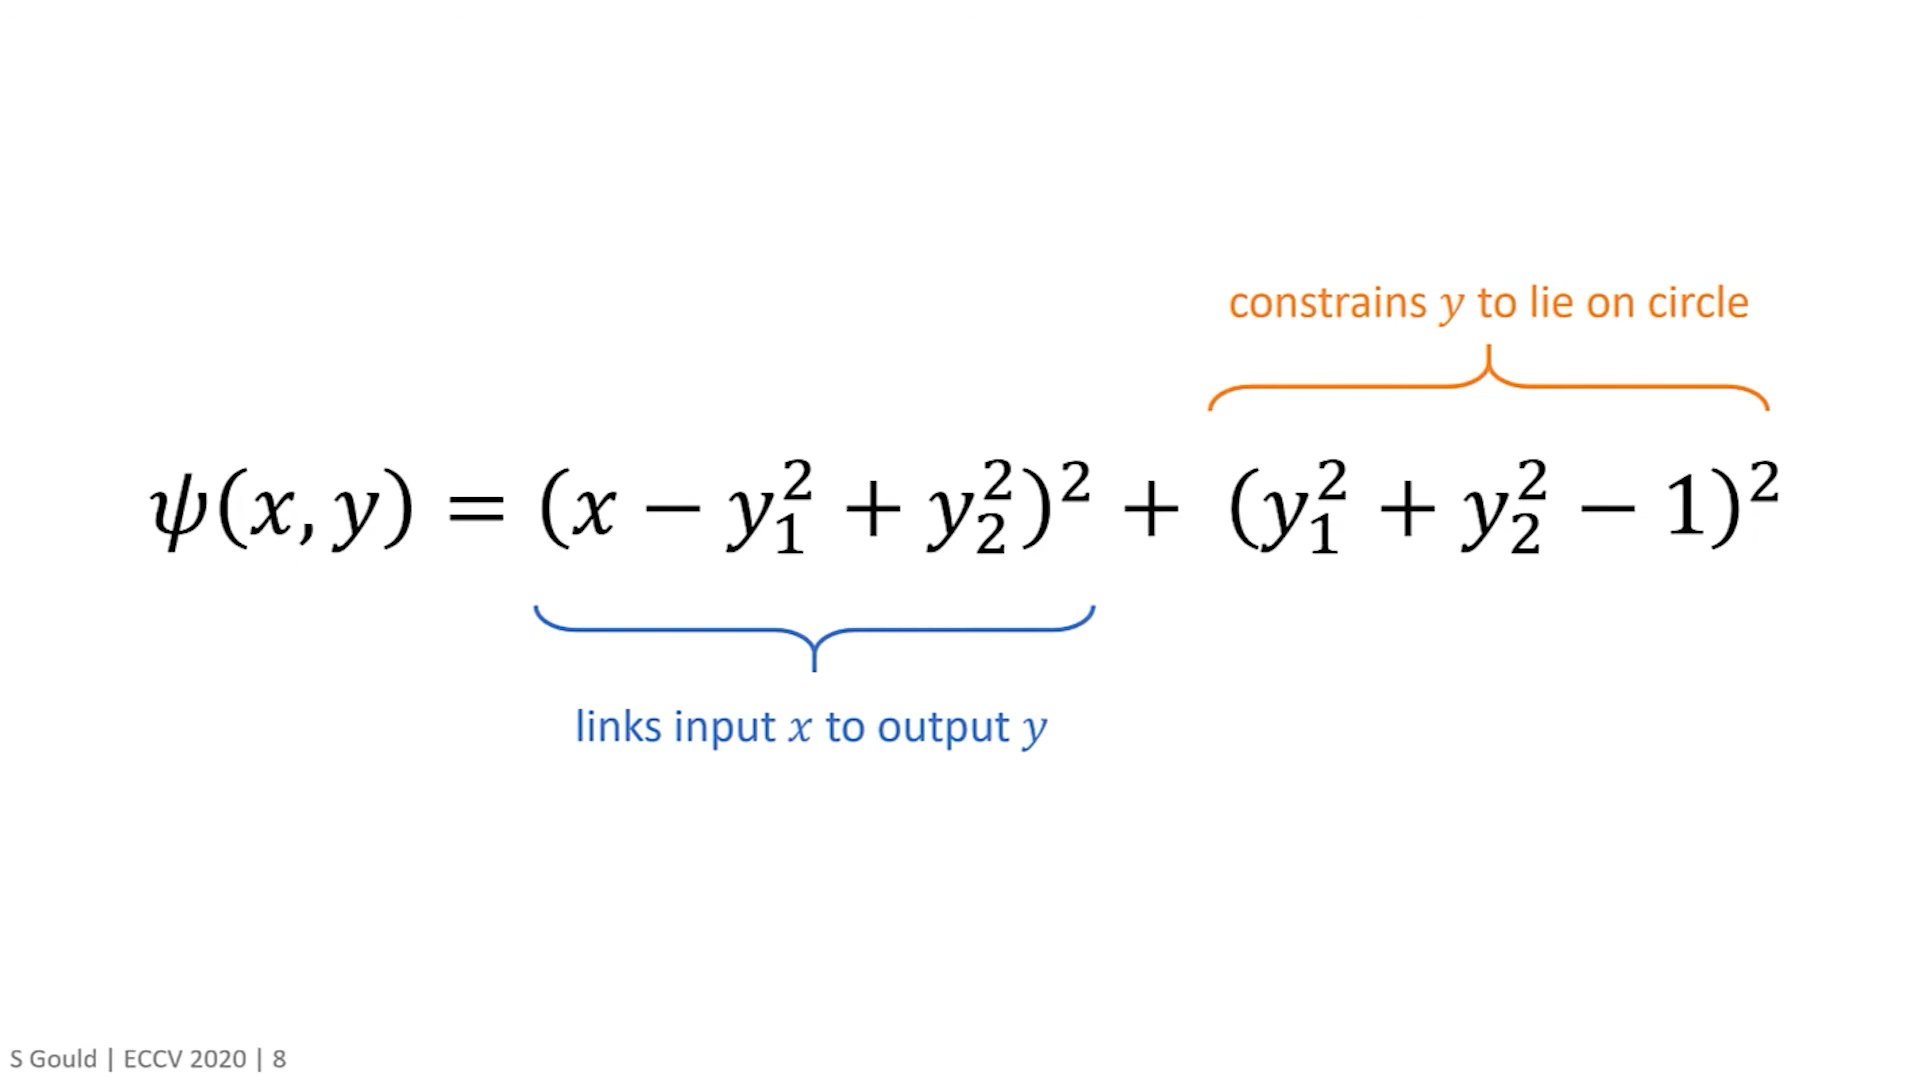 constrains y to lie on circle
ψ(x, y) = (x − y₁² + y₂²)² + (y₁² + y₂² − 1)²
links input x to output y
S Gould | ECCV 2020 | 8